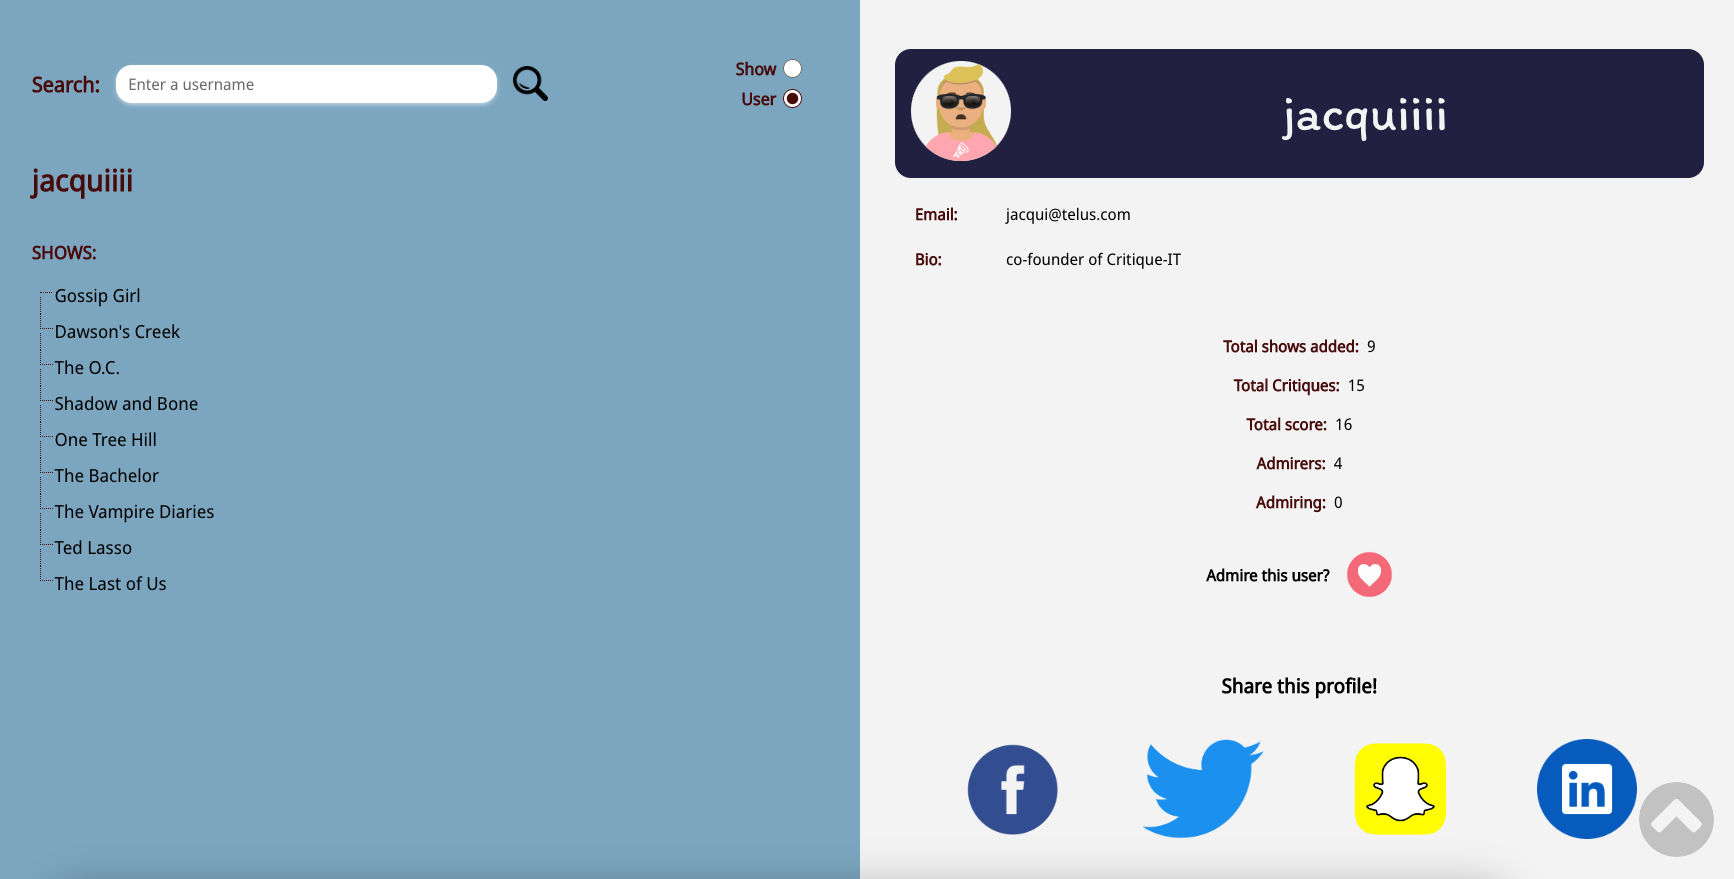 Search:
Enter a username
Show
User
jacquiiii
SHOWS:
Gossip Girl
Dawson's Creek
The O.C.
Shadow and Bone
One Tree Hill
The Bachelor
The Vampire Diaries
Ted Lasso
The Last of Us
jacquiiii
Email: jacqui@telus.com
Bio: co-founder of Critique-IT
Total shows added: 9
Total Critiques: 15
Total score: 16
Admirers: 4
Admiring: 0
Admire this user?
Share this profile!
f
in